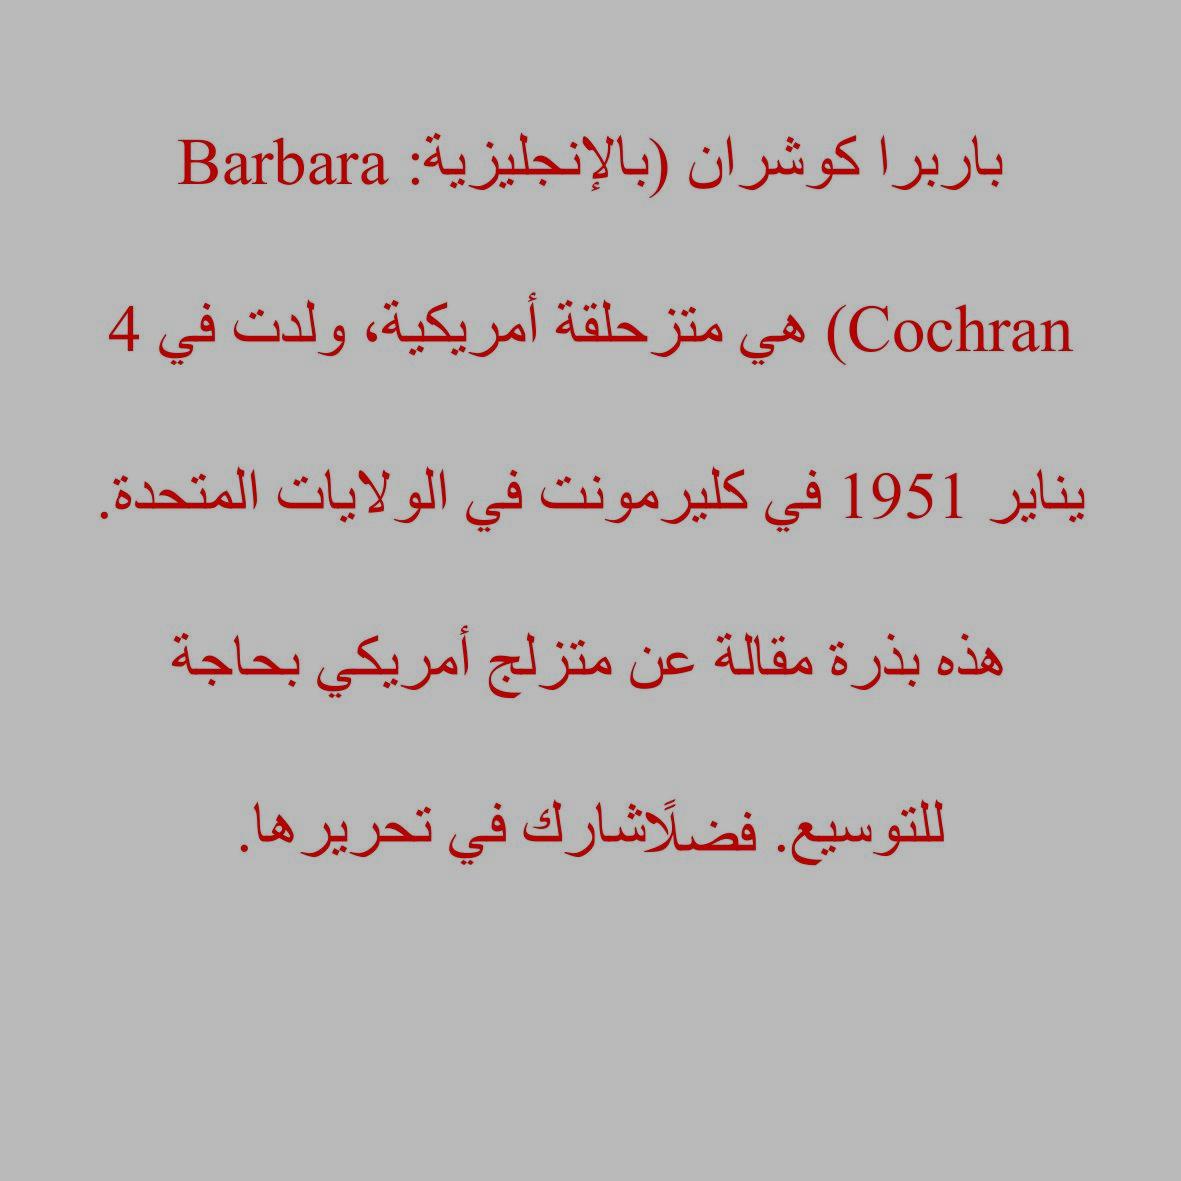 باربرا كوشران (بالإنجليزية: Barbara
Cochran) هي متزحلقة أمريكية، ولدت في 4
يناير 1951 في كليرمونت في الولايات المتحدة.
هذه بذرة مقالة عن متزلج أمريكي بحاجة
للتوسيع. فضلًاشارك في تحريرها.